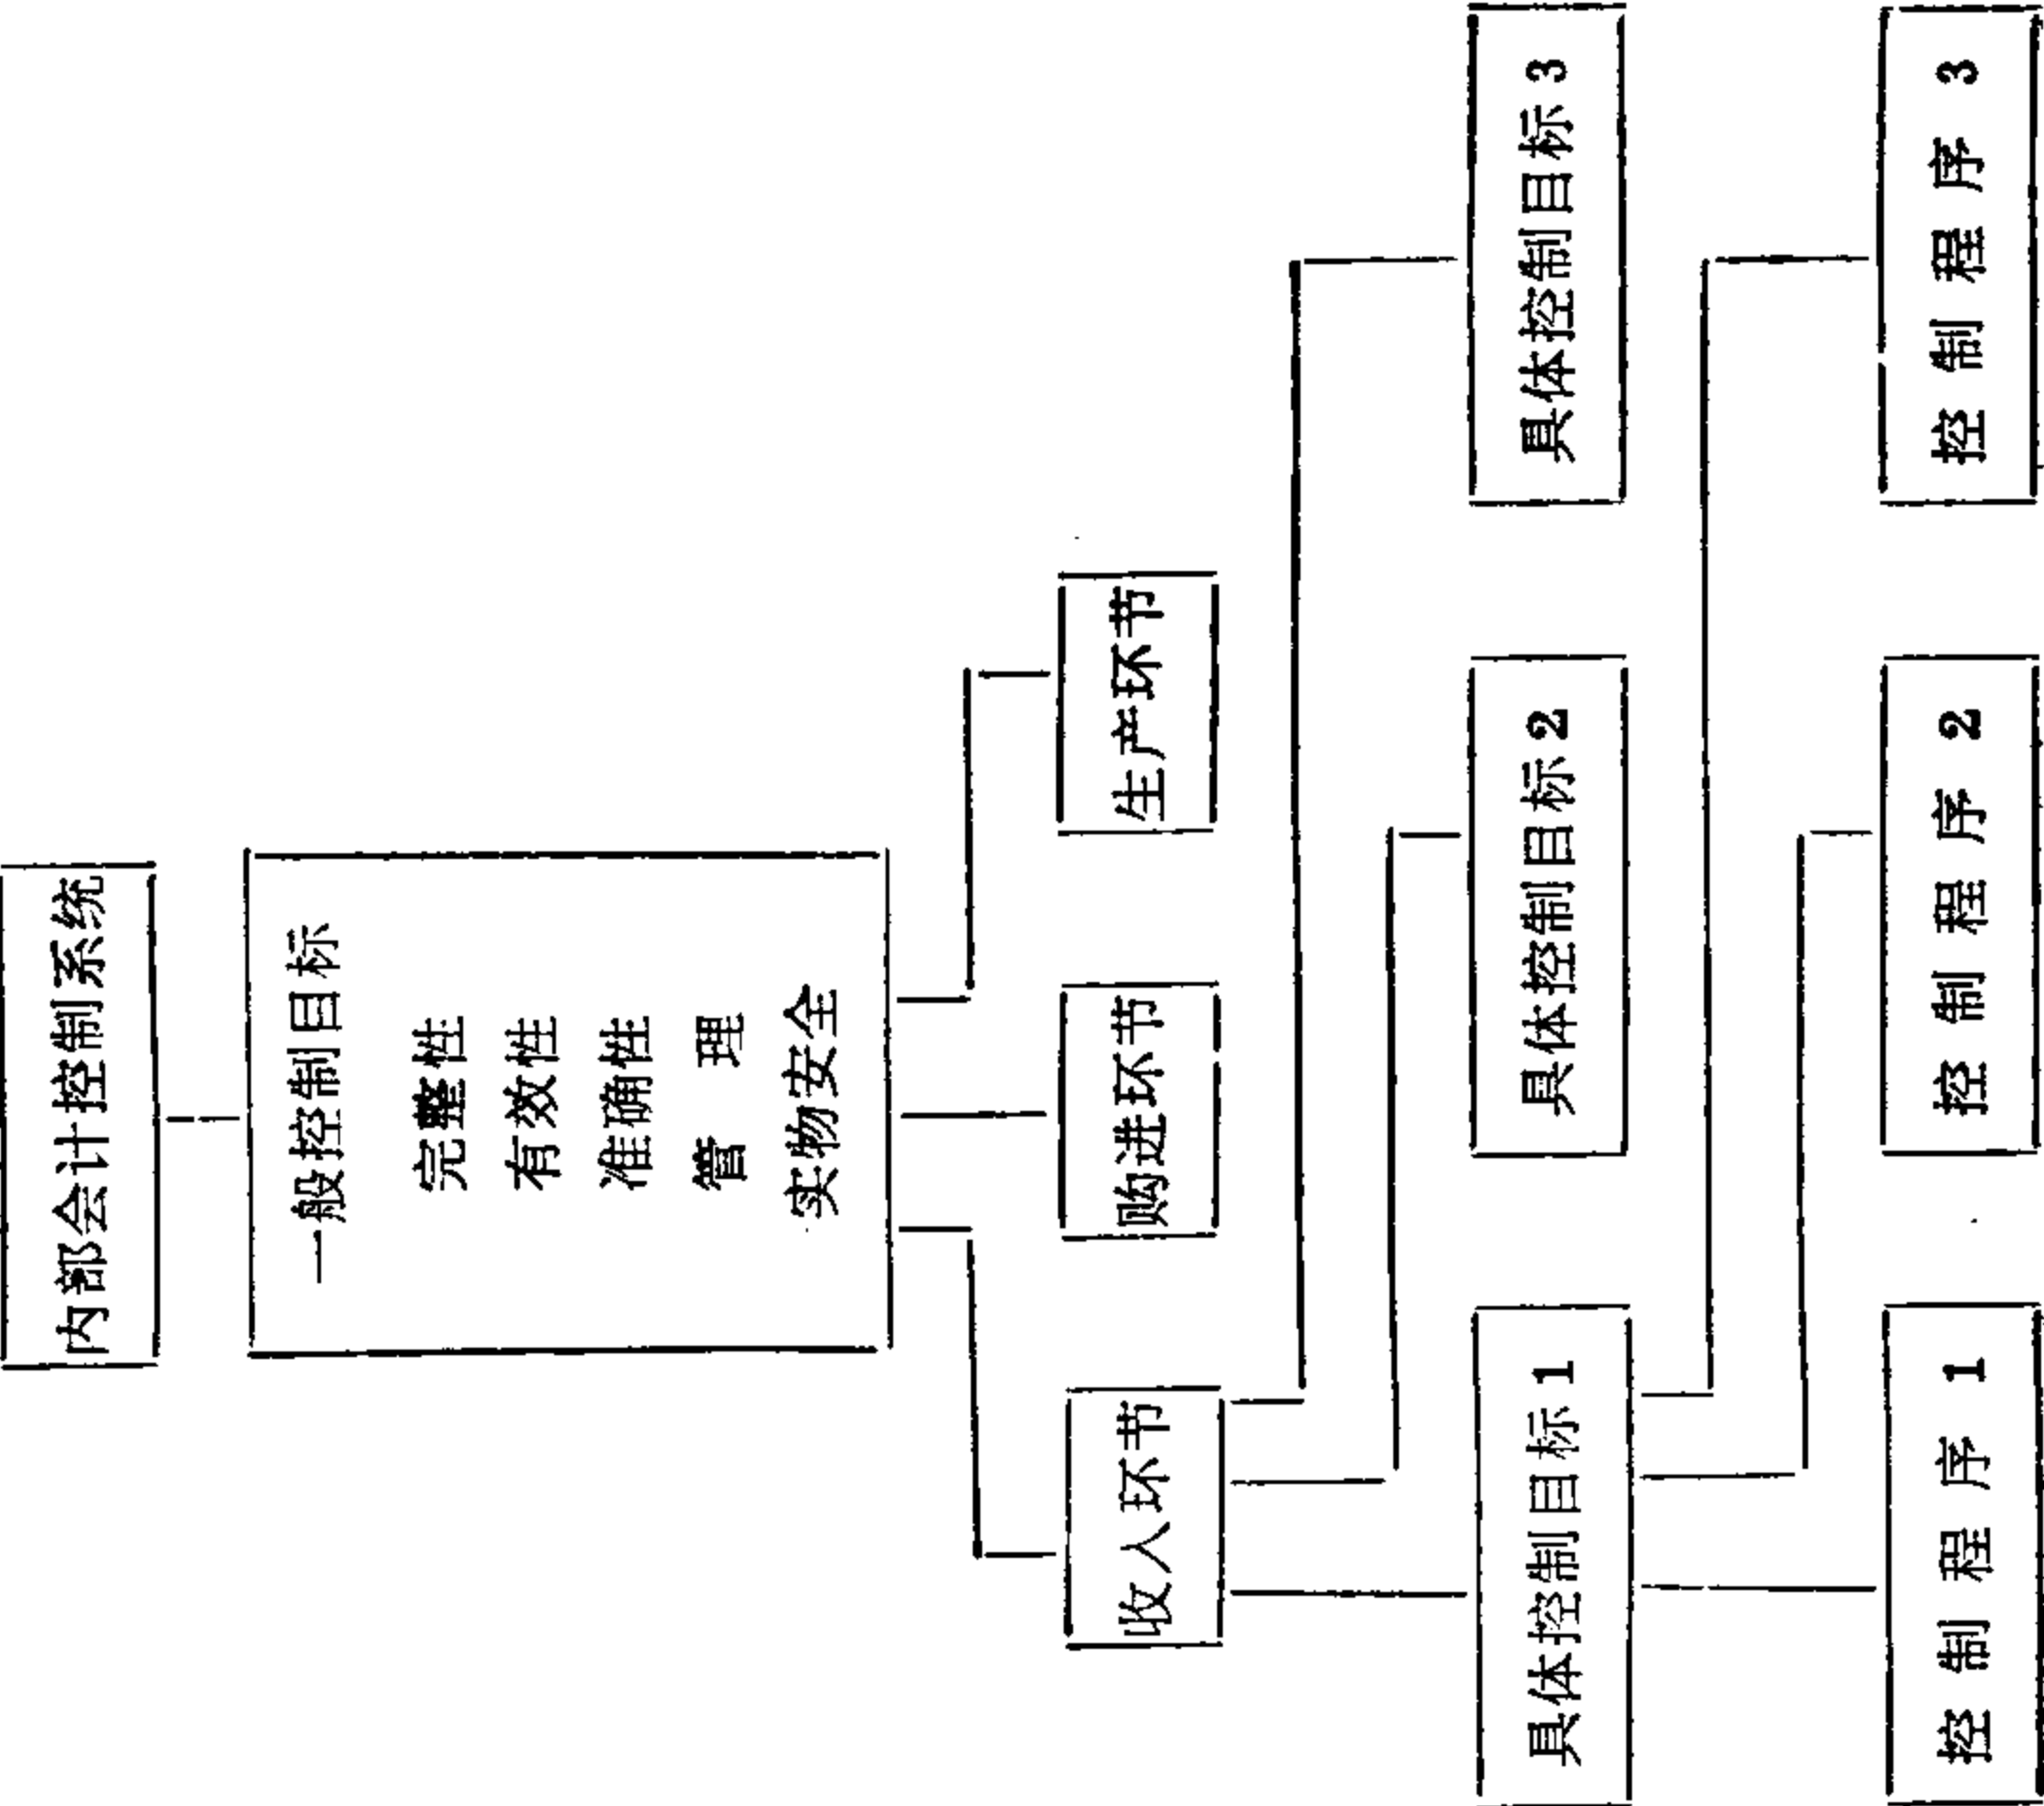 内部会计控制系统
一般控制目标
完整性
有效性
准确性
管 理
实物安全
收入环节
购进环节
生产环节
具体控制目标1
具体控制目标2
具体控制目标3
控 制 程 序 1
控 制 程 序 2
控 制 程 序 3